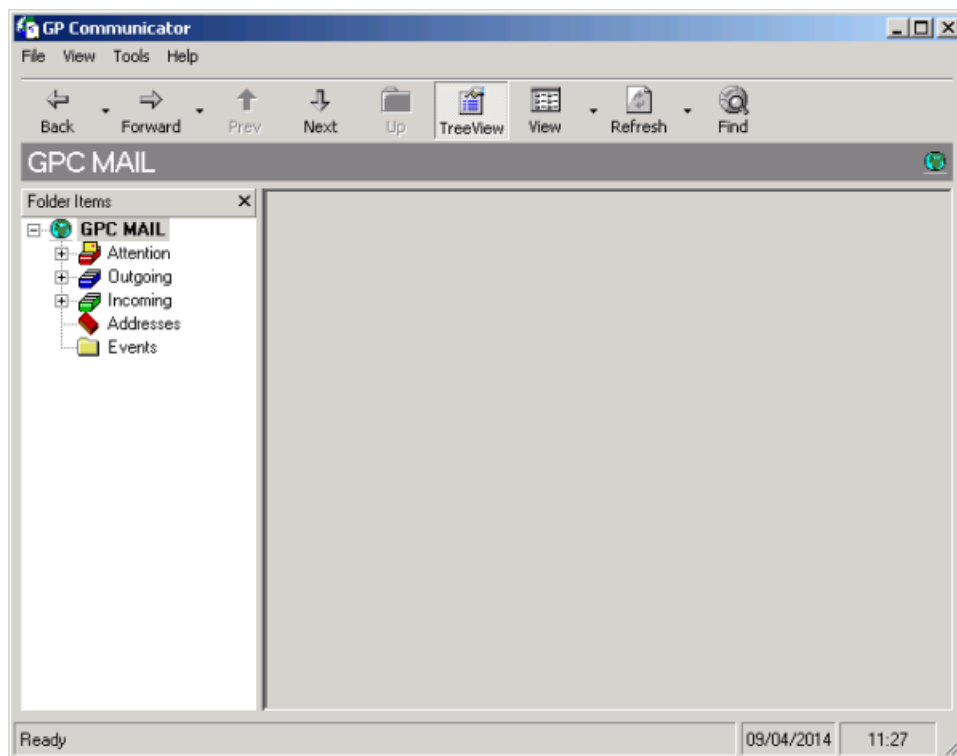 GP Communicator
File View Tools Help
Back Forward Prev Next Up TreeView View Refresh Find
GPC MAIL
Folder Items
GPC MAIL
Attention
Outgoing
Incoming
Addresses
Events
Ready 09/04/2014 11:27